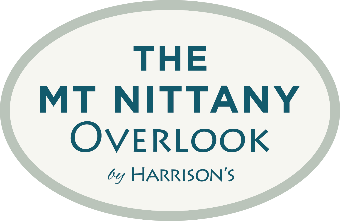 THE
MT NITTANY
OVERLOOK
by HARRISON'S